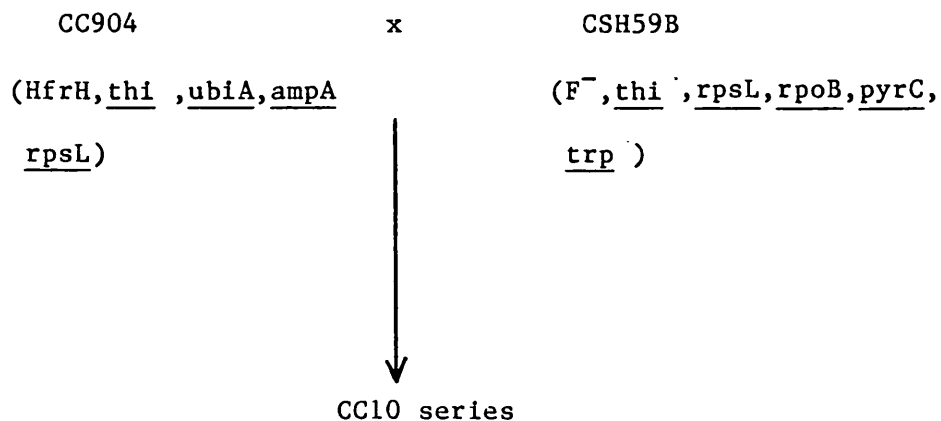 CC904 x CSH59B
(HfrH,thi ,ubiA,ampA (F⁻,thi ,rpsL,rpoB,pyrC,
rpsL) trp )
CC10 series